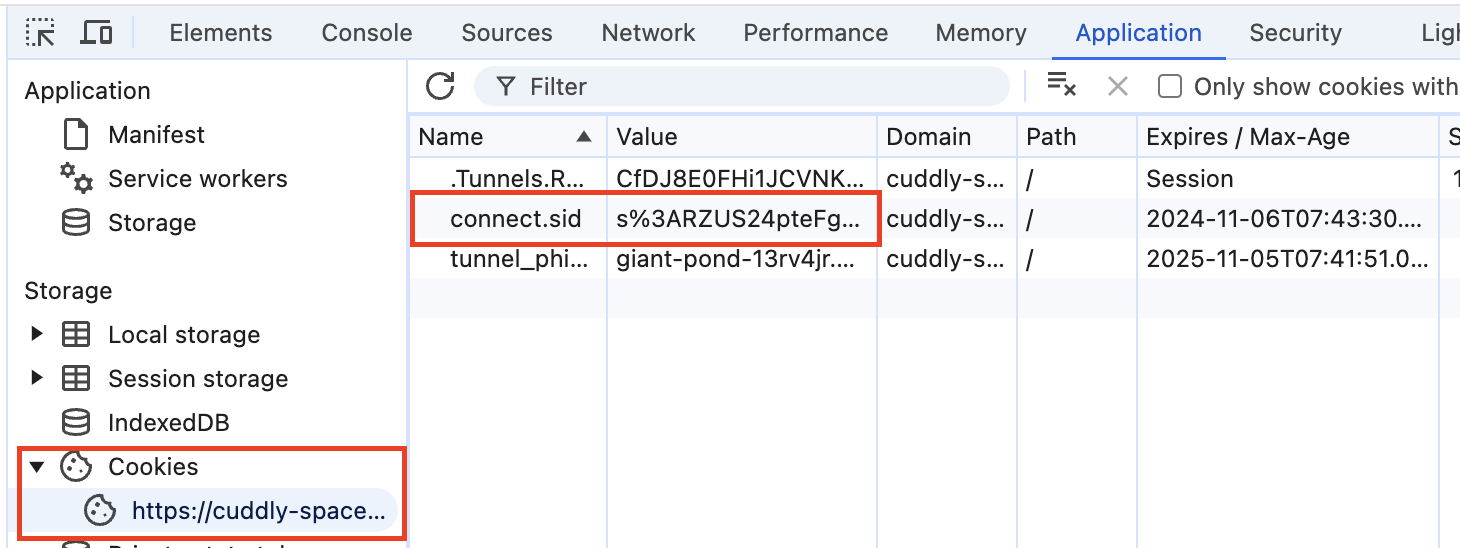 Elements Console Sources Network Performance Memory Application Security Ligh
Application
Manifest
Service workers
Storage
Storage
Local storage
Session storage
IndexedDB
Cookies
https://cuddly-space...
Filter
Only show cookies with
Name Value Domain Path Expires / Max-Age S
.Tunnels.R... CfDJ8E0FHi1JCVNK... cuddly-s... / Session 1
connect.sid s%3ARZUS24pteFg... cuddly-s... / 2024-11-06T07:43:30....
tunnel_phi... giant-pond-13rv4jr.... cuddly-s... / 2025-11-05T07:41:51.0...